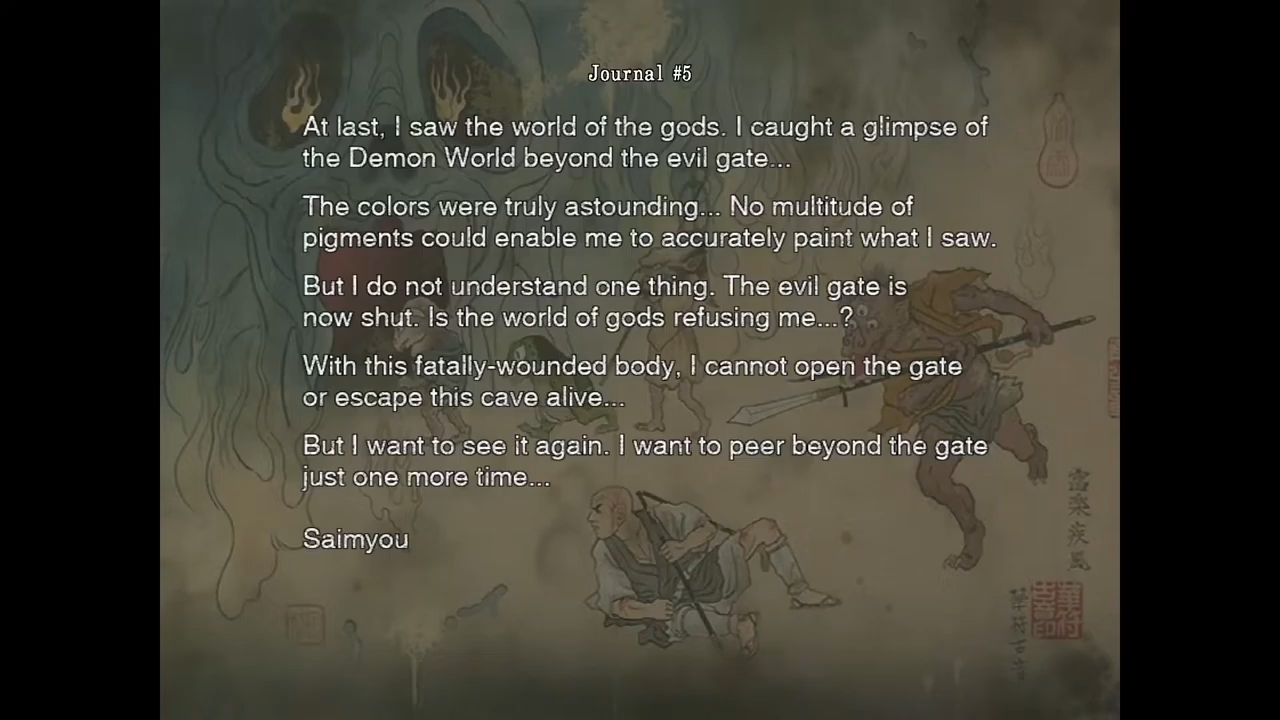 Journal #5
At last, I saw the world of the gods. I caught a glimpse of
the Demon World beyond the evil gate...
The colors were truly astounding... No multitude of
pigments could enable me to accurately paint what I saw.
But I do not understand one thing. The evil gate is
now shut. Is the world of gods refusing me...?
With this fatally-wounded body, I cannot open the gate
or escape this cave alive...
But I want to see it again. I want to peer beyond the gate
just one more time...
Saimyou